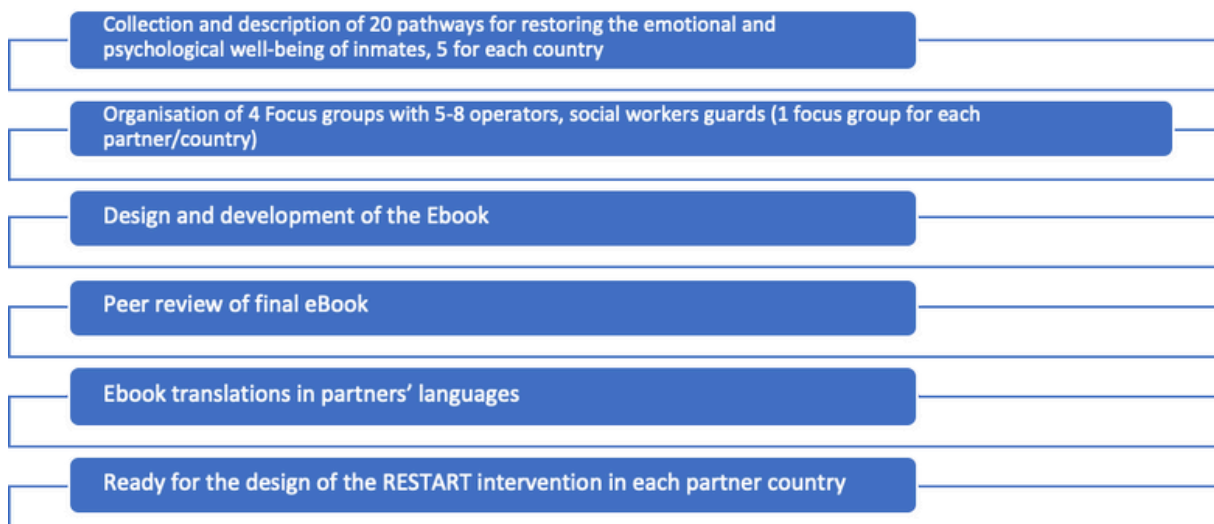 Collection and description of 20 pathways for restoring the emotional and
psychological well-being of inmates, 5 for each country
Organisation of 4 Focus groups with 5-8 operators, social workers guards (1 focus group for each
partner/country)
Design and development of the Ebook
Peer review of final eBook
Ebook translations in partners’ languages
Ready for the design of the RESTART intervention in each partner country